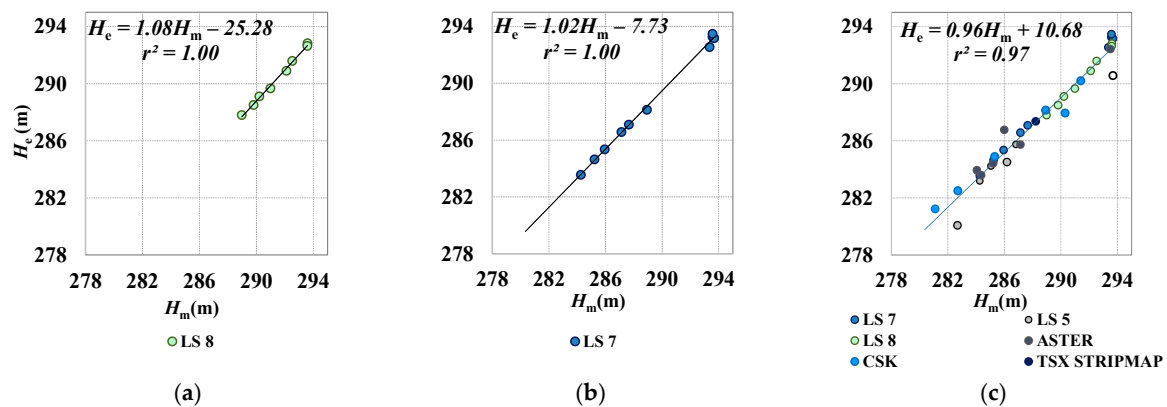 294
290
286
282
278
H_e (m)
H_e = 1.08H_m – 25.28
r² = 1.00
278 282 286 290 294
H_m(m)
LS 8
(a)
294
290
286
282
278
H_e = 1.02H_m – 7.73
r² = 1.00
278 282 286 290 294
H_m(m)
LS 7
(b)
294
290
286
282
278
H_e = 0.96H_m + 10.68
r² = 0.97
278 282 286 290 294
H_m(m)
LS 7 LS 5
LS 8 ASTER
CSK TSX STRIPMAP
(c)